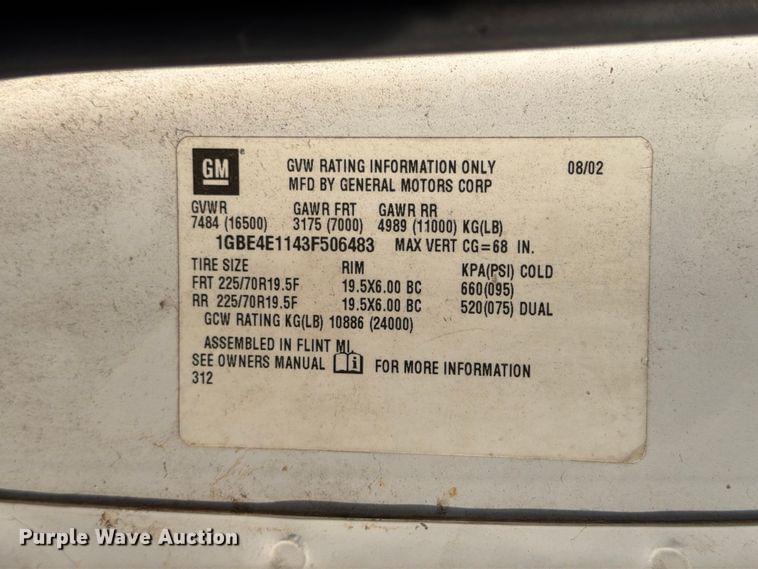 GM® GVW RATING INFORMATION ONLY 08/02
MFD BY GENERAL MOTORS CORP
GVWR GAWR FRT GAWR RR
7484 (16500) 3175 (7000) 4989 (11000) KG(LB)
1GBE4E1143F506483 MAX VERT CG=68 IN.
TIRE SIZE RIM KPA(PSI) COLD
FRT 225/70R19.5F 19.5X6.00 BC 660(095)
RR 225/70R19.5F 19.5X6.00 BC 520(075) DUAL
GCW RATING KG(LB) 10886 (24000)
ASSEMBLED IN FLINT MI.
SEE OWNERS MANUAL i FOR MORE INFORMATION
312
Purple Wave Auction